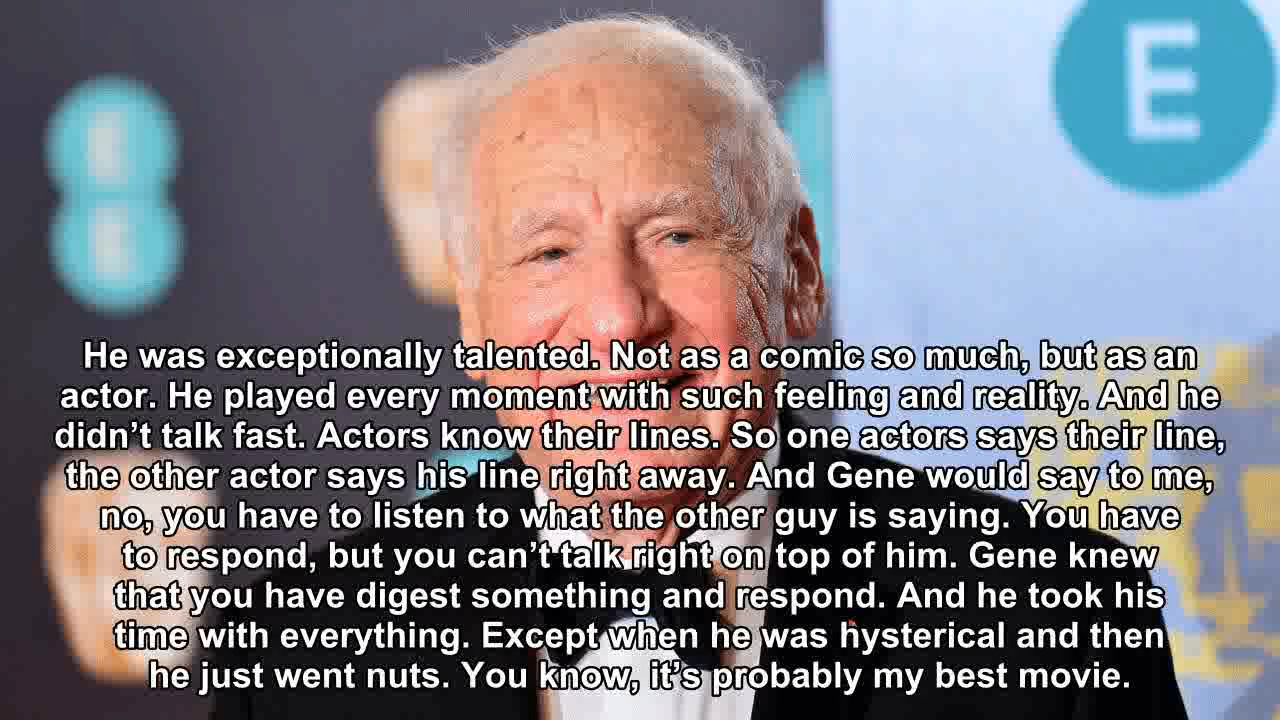 E
E
E
He was exceptionally talented. Not as a comic so much, but as an
actor. He played every moment with such feeling and reality. And he
didn’t talk fast. Actors know their lines. So one actors says their line,
the other actor says his line right away. And Gene would say to me,
no, you have to listen to what the other guy is saying. You have
to respond, but you can’t talk right on top of him. Gene knew
that you have digest something and respond. And he took his
time with everything. Except when he was hysterical and then
he just went nuts. You know, it’s probably my best movie.